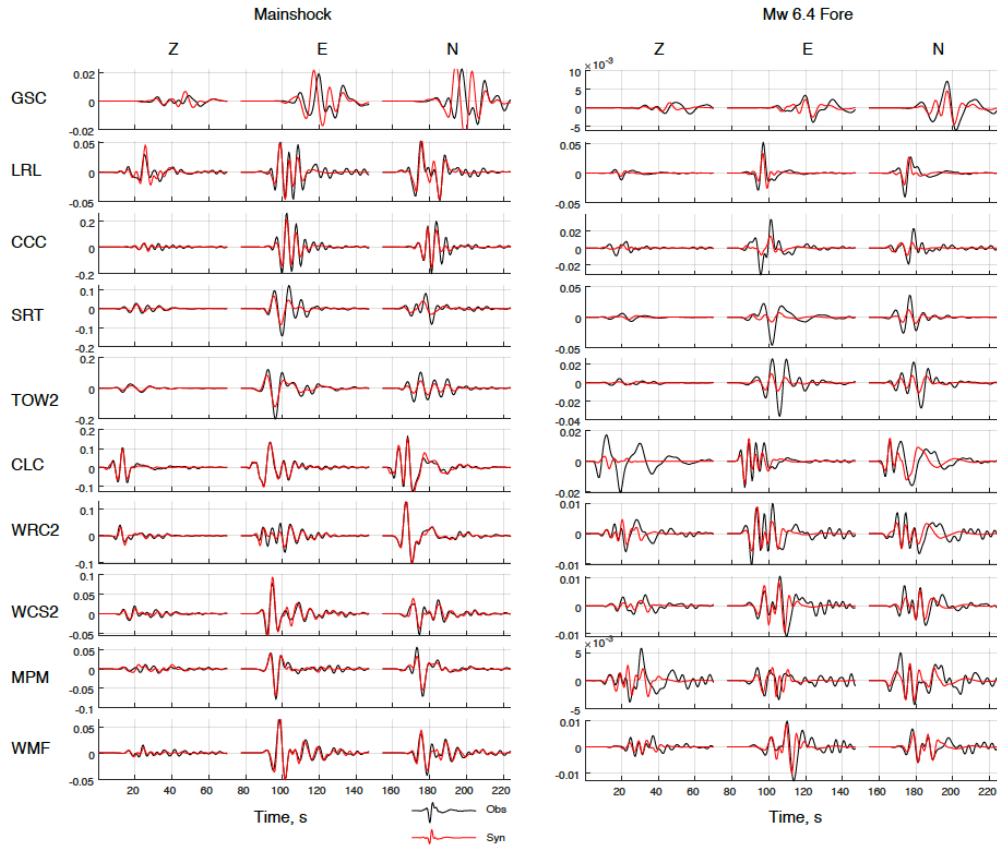 Mainshock Mw 6.4 Fore
Z E N Z E N
10 × 10^-3
GSC 0.02 0 -0.02 5 0 -5
LRL 0.05 0 -0.05 0.05 0 -0.05
CCC 0.2 0 -0.2 0.02 0 -0.02
SRT 0.1 0 -0.1 -0.2 0.05 0 -0.05
TOW2 0.2 0 -0.2 0.02 0 -0.02 -0.04
CLC 0.2 0.1 0 -0.1 0.02 0 -0.02
WRC2 0.1 0 -0.1 0.01 0 -0.01
WCS2 0.1 0.05 0 -0.05 0.01 0 -0.01
5 × 10^-3
MPM 0.05 0 -0.05 -0.1 0 -5
WMF 0.05 0 -0.05 0.01 0 -0.01
0 20 40 60 80 100 120 140 160 180 200 220 20 40 60 80 100 120 140 160 180 200 220
Time, s Time, s
Obs
Syn